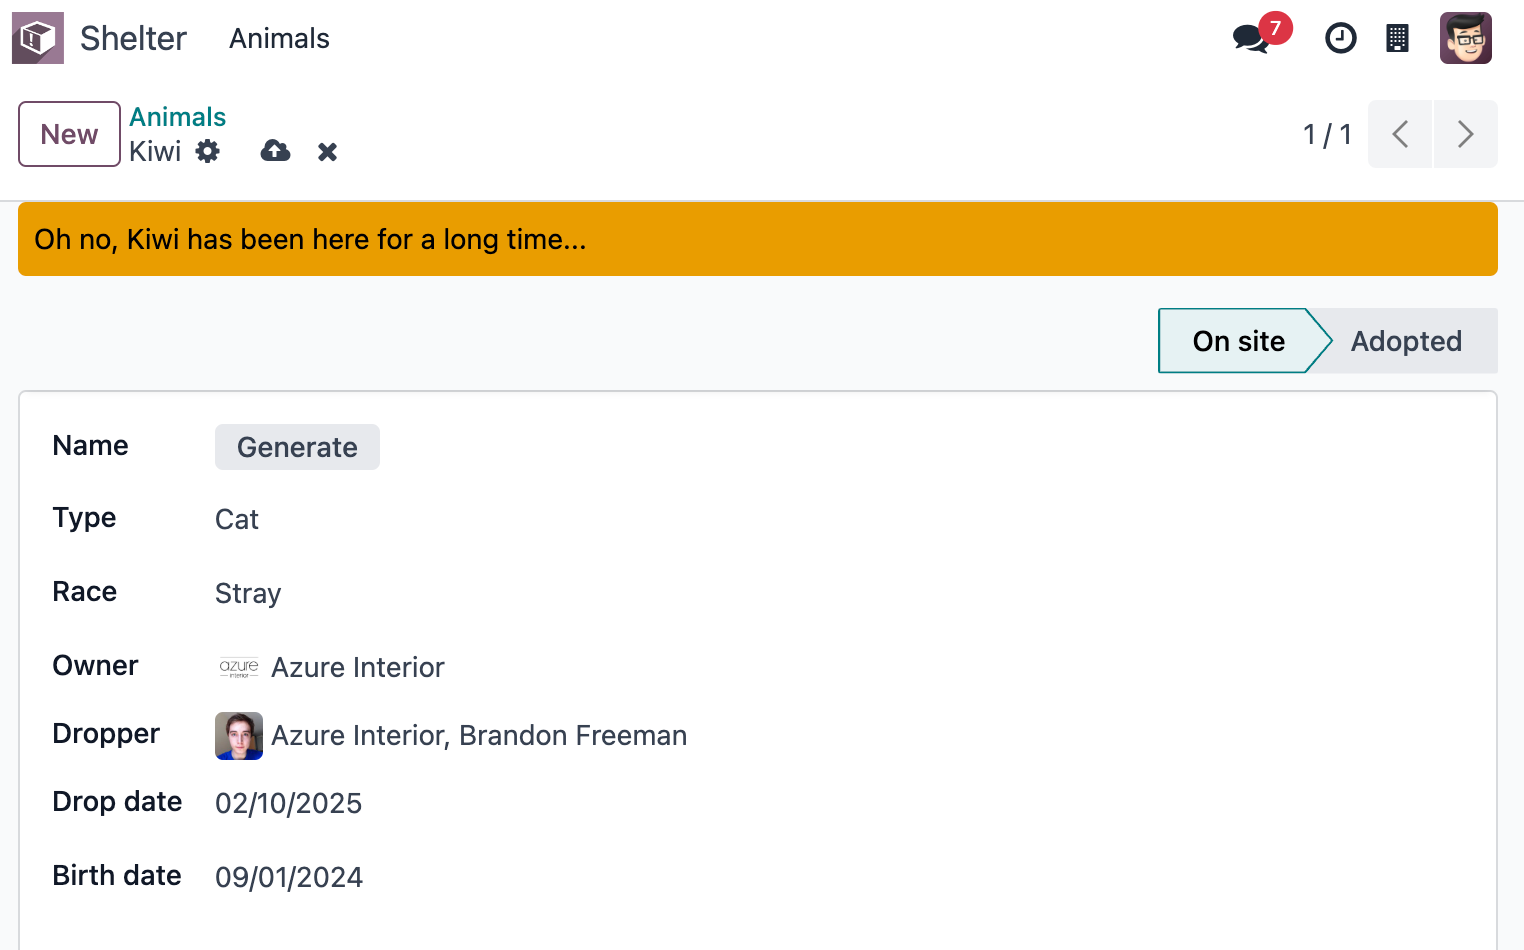 Shelter Animals 7
New Animals
Kiwi 1 / 1
Oh no, Kiwi has been here for a long time...
On site Adopted
Name Generate
Type Cat
Race Stray
Owner azure interior Azure Interior
Dropper Azure Interior, Brandon Freeman
Drop date 02/10/2025
Birth date 09/01/2024